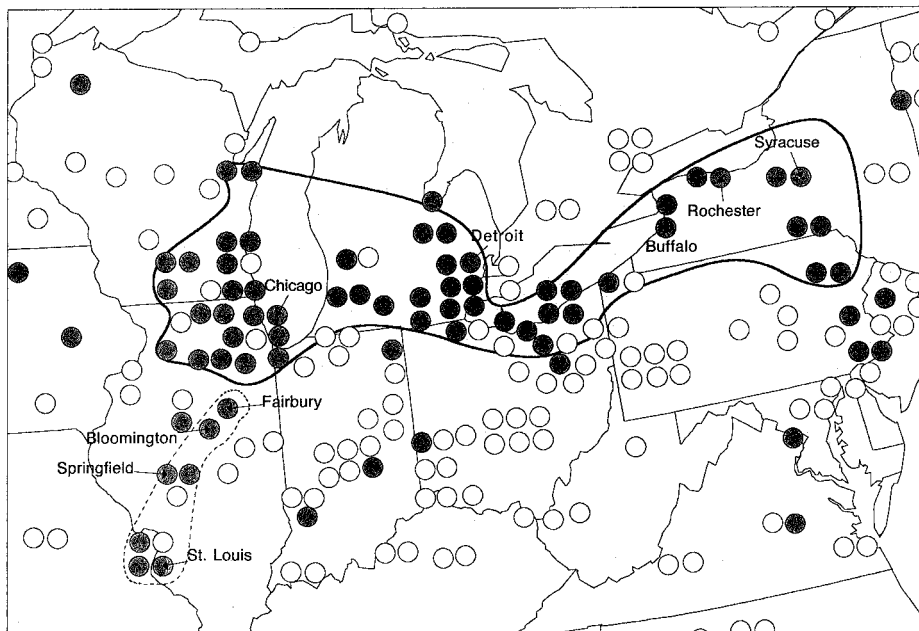 Syracuse
Rochester
Detroit
Buffalo
Chicago
Fairbury
Bloomington
Springfield
St. Louis